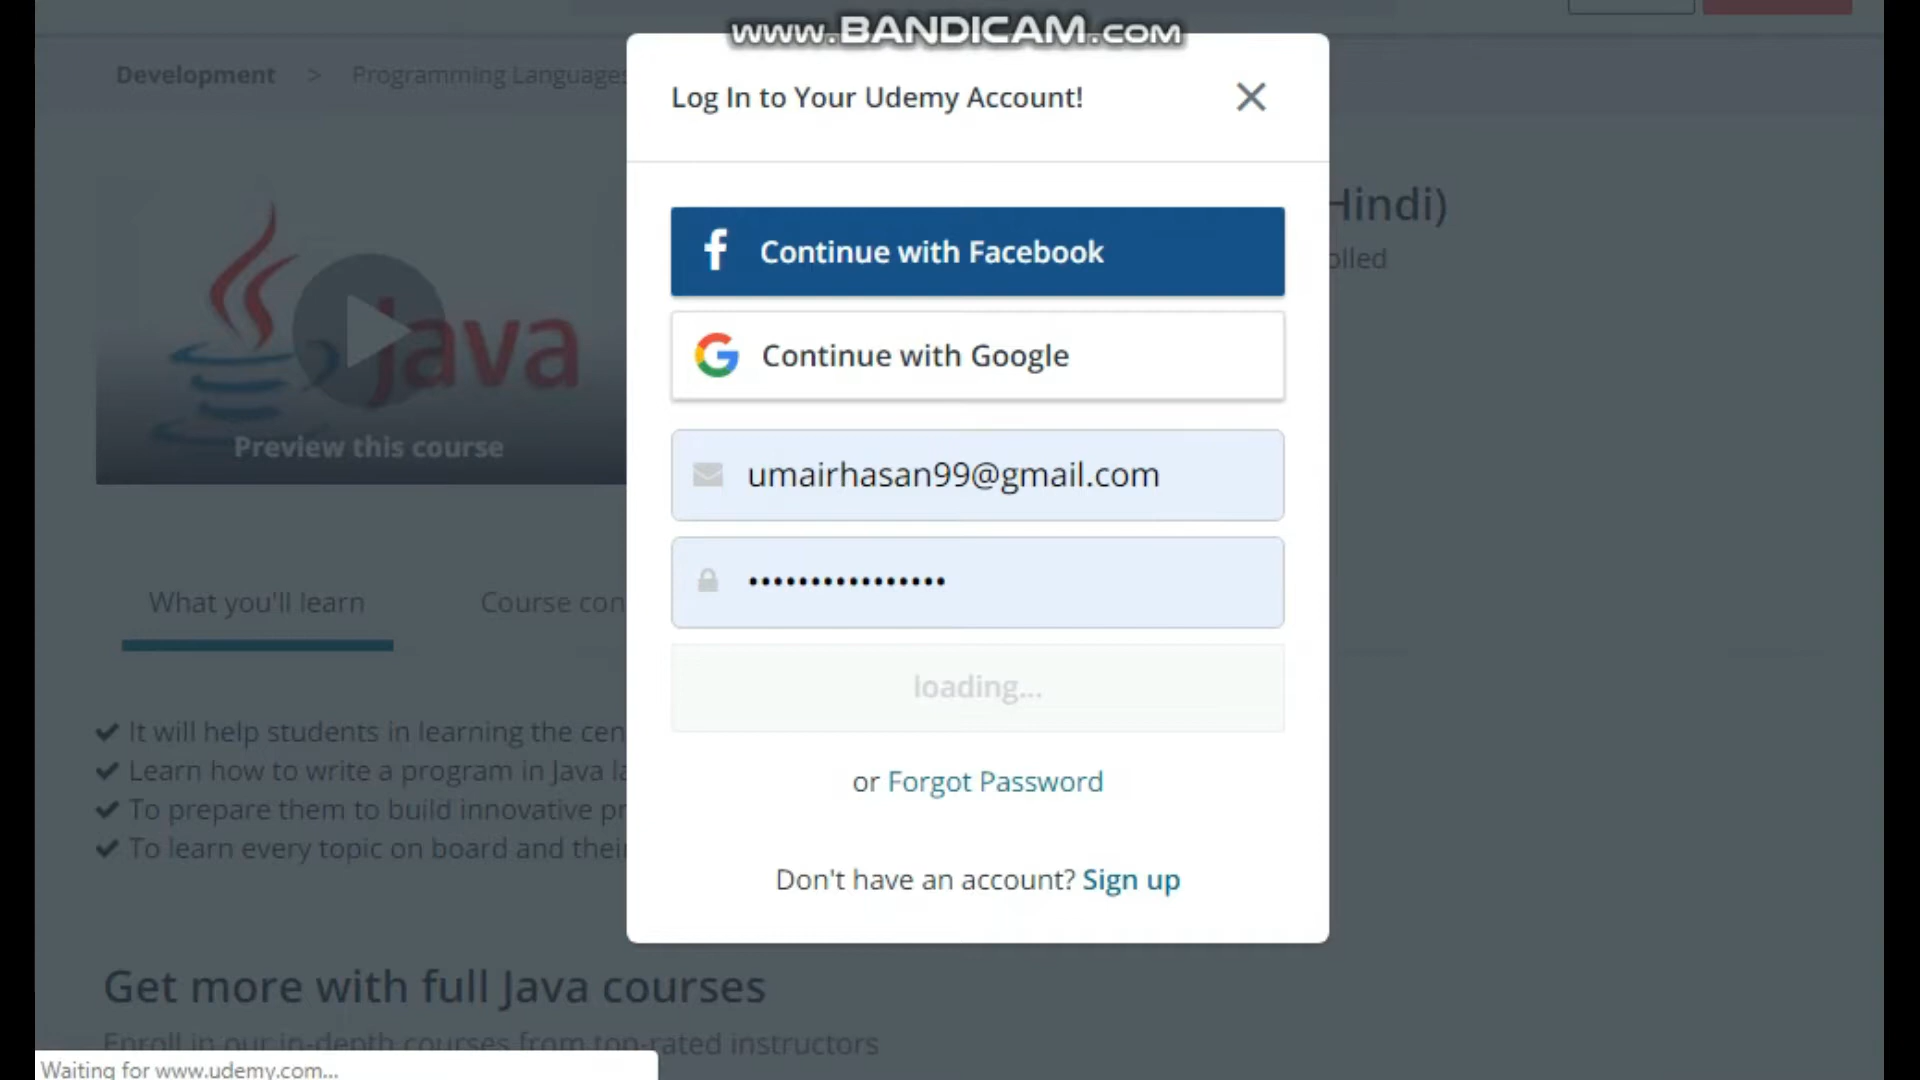 www.BANDICAM.com
Development > Programming Languages
Log In to Your Udemy Account!
Hindi)
olled
Continue with Facebook
Continue with Google
umairhasan99@gmail.com
••••••••••••••••
loading...
or Forgot Password
Don't have an account? Sign up
Java
Preview this course
What you'll learn
Course con
It will help students in learning the cen
Learn how to write a program in Java la
To prepare them to build innovative pr
To learn every topic on board and their
Get more with full Java courses
Enroll in our in-depth courses from top-rated instructors
Waiting for www.udemy.com...